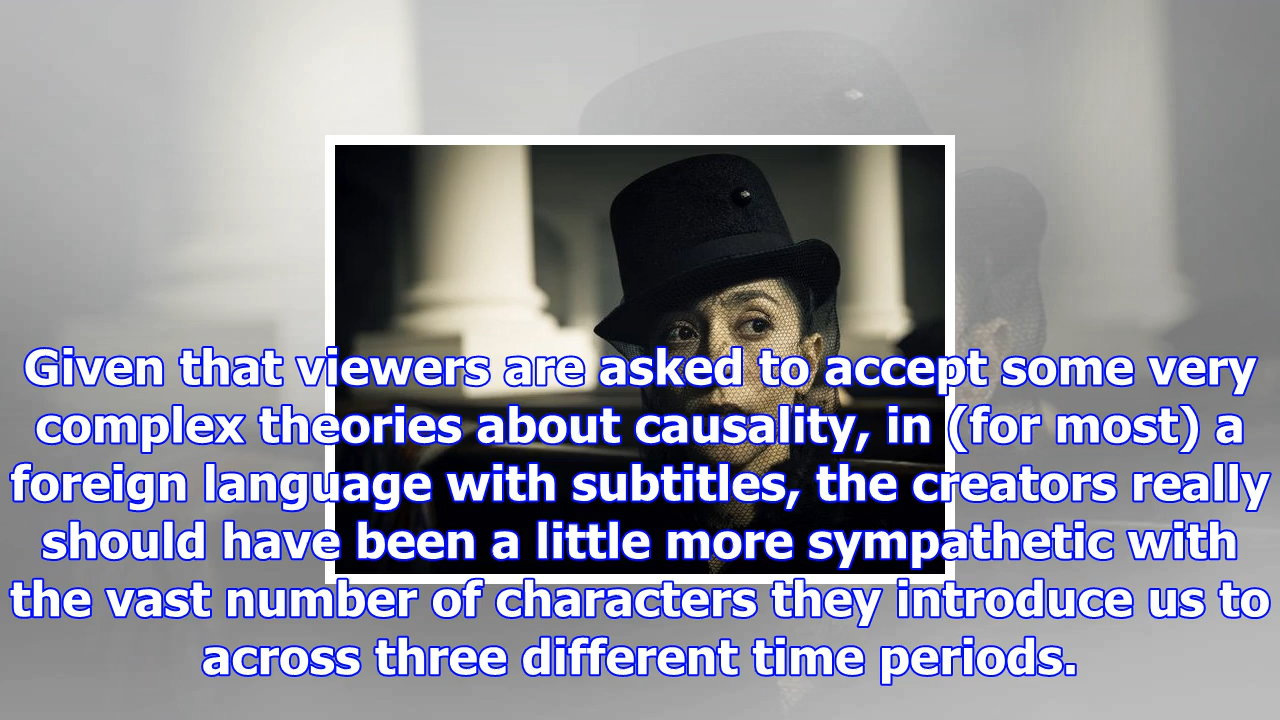 Given that viewers are asked to accept some very
complex theories about causality, in (for most) a
foreign language with subtitles, the creators really
should have been a little more sympathetic with
the vast number of characters they introduce us to
across three different time periods.